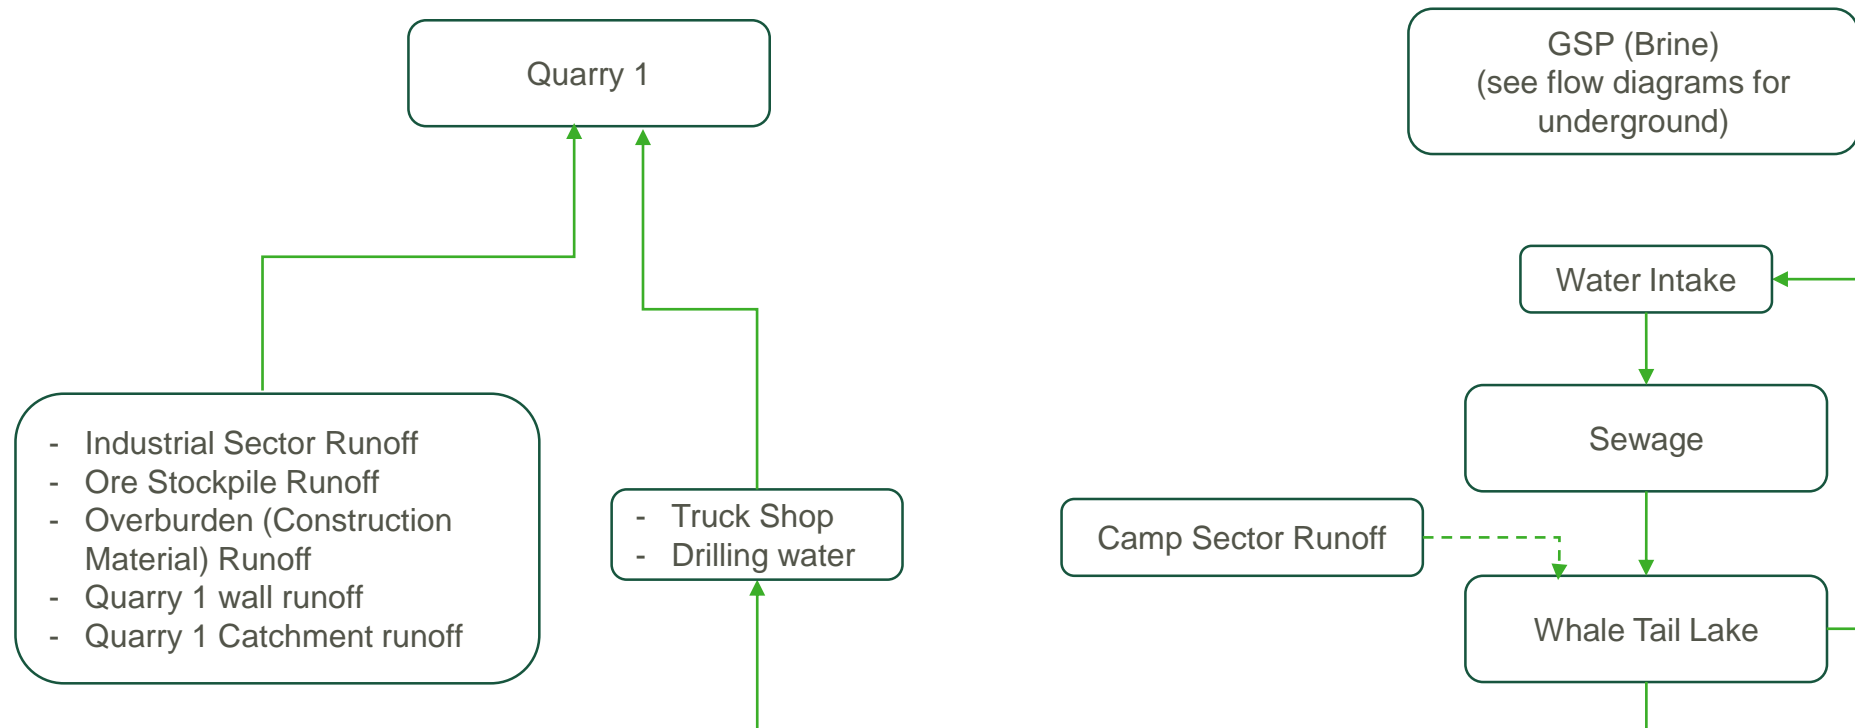 Quarry 1
GSP (Brine)
(see flow diagrams for
underground)
Water Intake
- Industrial Sector Runoff
- Ore Stockpile Runoff
- Overburden (Construction
Material) Runoff
- Quarry 1 wall runoff
- Quarry 1 Catchment runoff
- Truck Shop
- Drilling water
Sewage
Camp Sector Runoff
Whale Tail Lake